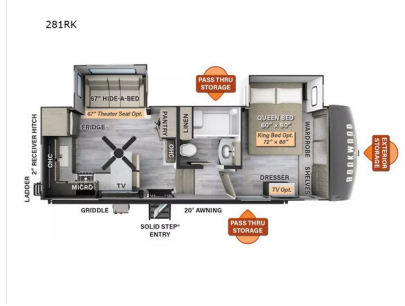 281RK
PASS THRU
STORAGE
67" HIDE-A-BED
67" Theater Seat Opt.
FRIDGE
PANTRY
LINEN
QUEEN BED
60" X 80"
King Bed Opt.
72" X 80"
WARDROBE
SHELVES
ROCKWOOD
EXTERIOR
STORAGE
LADDER
2" RECEIVER HITCH
OHC
OHC
MICRO
TV
DRESSER
TV Opt.
GRIDDLE
SOLID STEP®
ENTRY
20' AWNING
PASS THRU
STORAGE